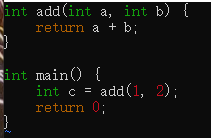 int add(int a, int b) {
    return a + b;
}

int main() {
    int c = add(1, 2);
    return 0;
}
~